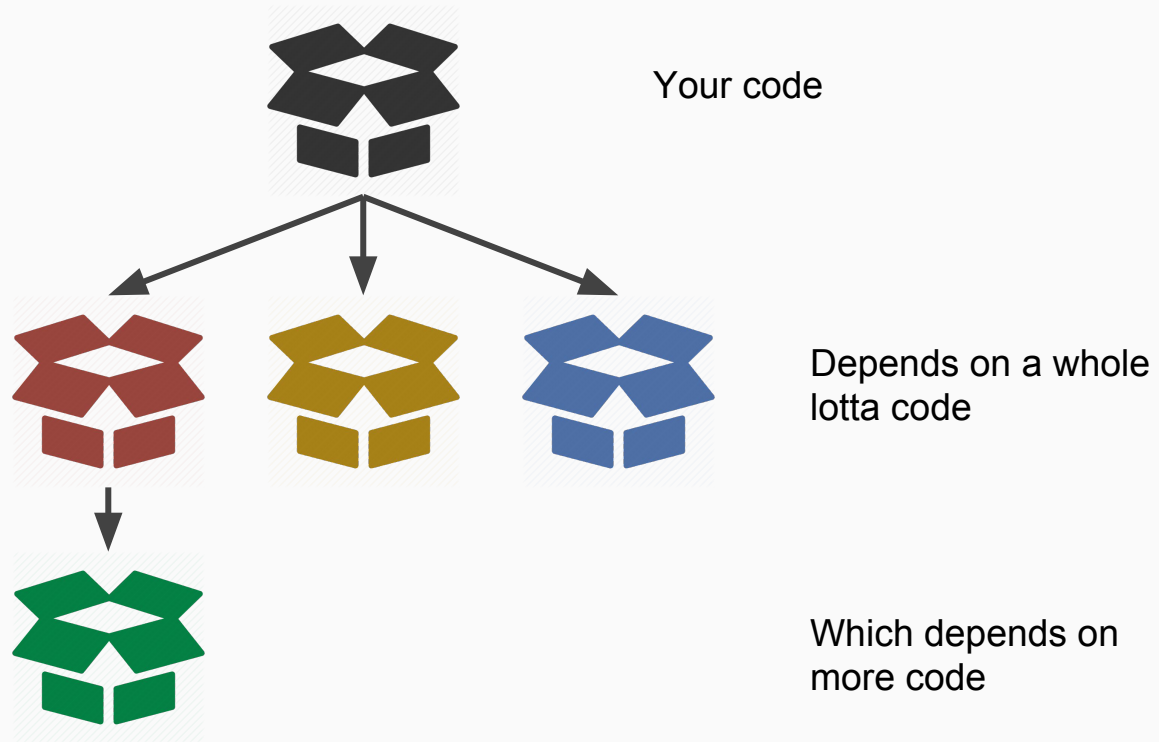 Your code
Depends on a whole
lotta code
Which depends on
more code